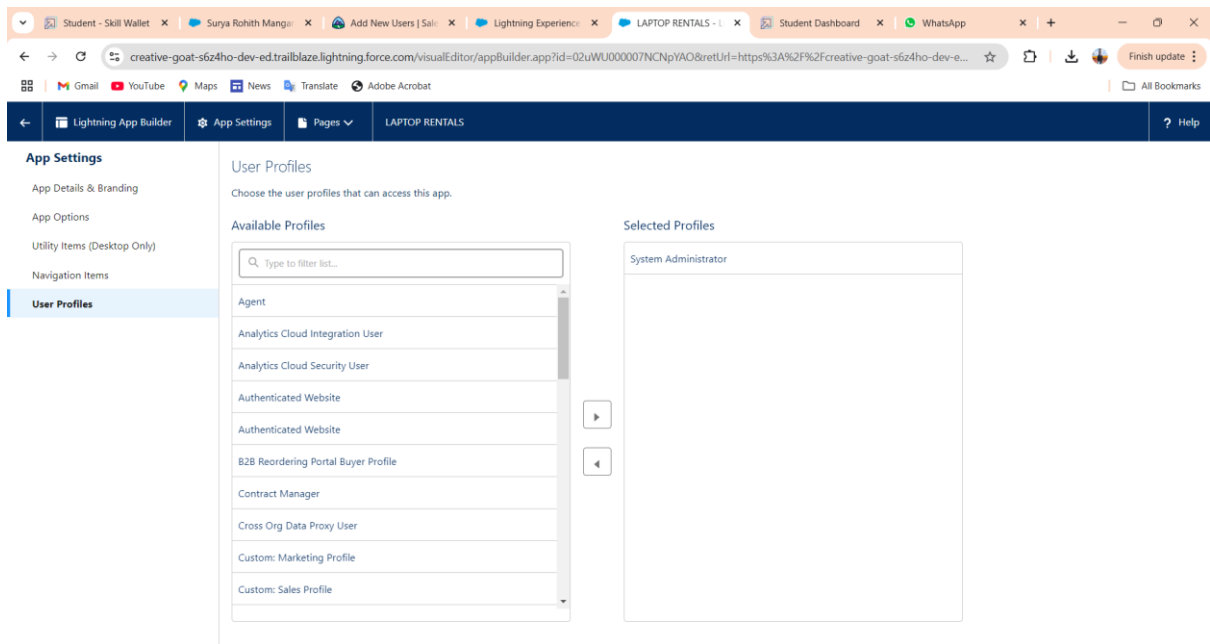 Student - Skill Wallet
Surya Rohith Mangar
Add New Users | Sale
Lightning Experience
LAPTOP RENTALS - L
Student Dashboard
WhatsApp
creative-goat-s6z4ho-dev-ed.trailblaze.lightning.force.com/visualEditor/appBuilder.app?id=02uWU000007NCNpYAO&retUrl=https%3A%2F%2Fcreative-goat-s6z4ho-dev-e...
Finish update
Gmail
YouTube
Maps
News
Translate
Adobe Acrobat
All Bookmarks
Lightning App Builder
App Settings
Pages
LAPTOP RENTALS
? Help
App Settings
App Details & Branding
App Options
Utility Items (Desktop Only)
Navigation Items
User Profiles
User Profiles
Choose the user profiles that can access this app.
Available Profiles
Type to filter list...
Agent
Analytics Cloud Integration User
Analytics Cloud Security User
Authenticated Website
Authenticated Website
B2B Reordering Portal Buyer Profile
Contract Manager
Cross Org Data Proxy User
Custom: Marketing Profile
Custom: Sales Profile
Selected Profiles
System Administrator